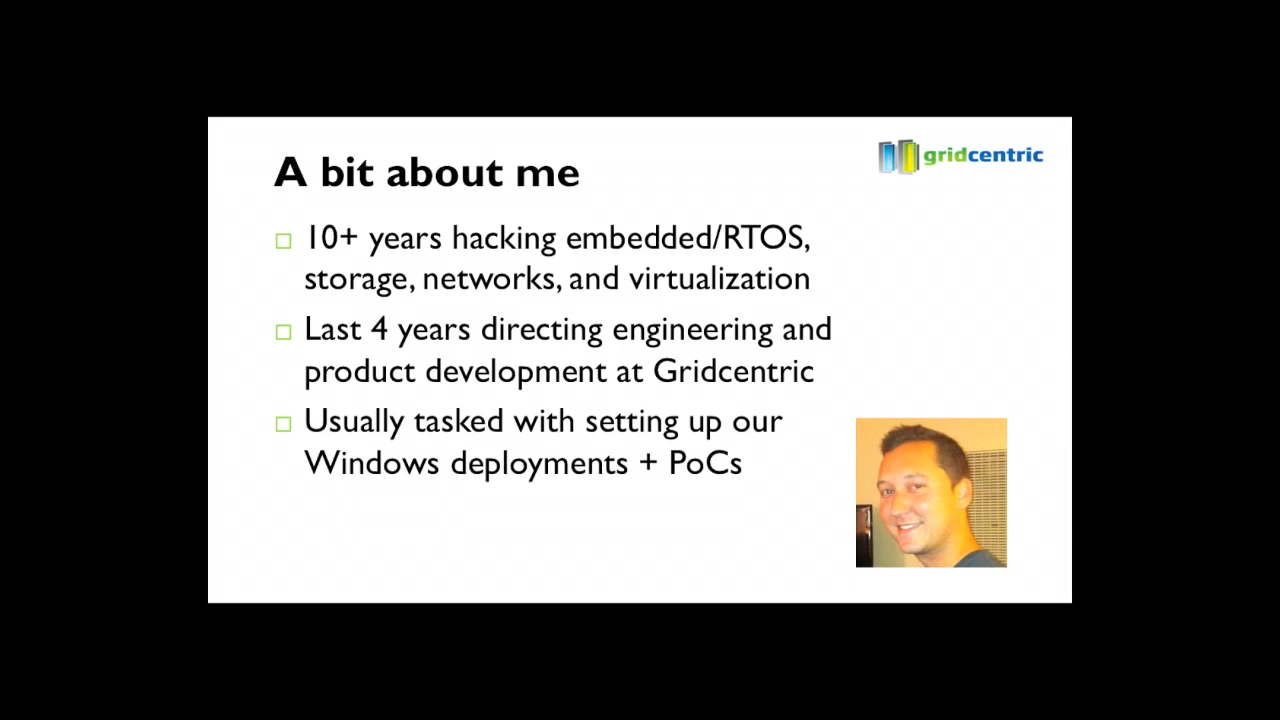 A bit about me
gridcentric
10+ years hacking embedded/RTOS,
storage, networks, and virtualization
Last 4 years directing engineering and
product development at Gridcentric
Usually tasked with setting up our
Windows deployments + PoCs